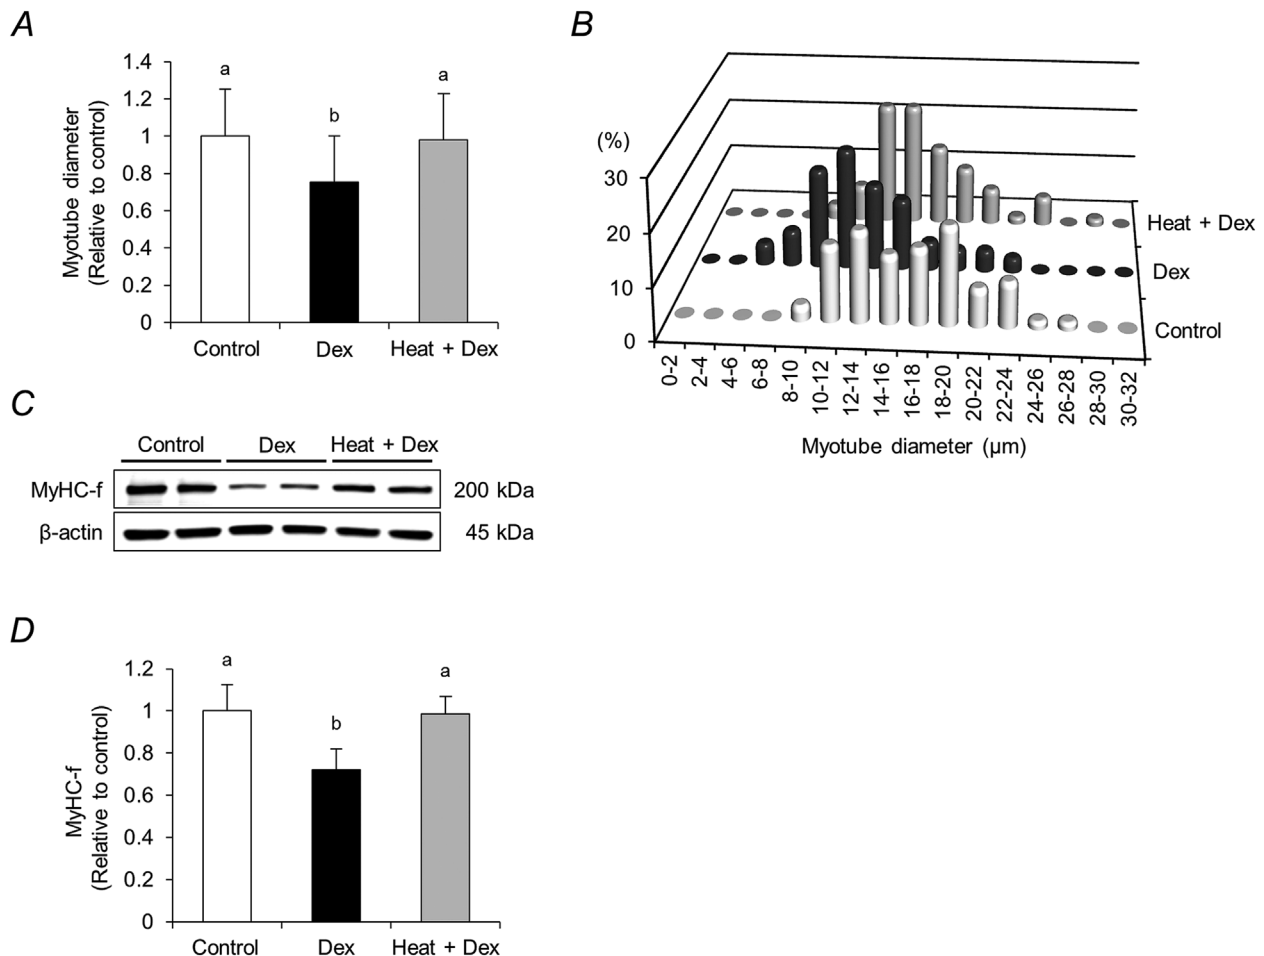 A
Myotube diameter
(Relative to control)
1.4
1.2
1
0.8
0.6
0.4
0.2
0
a
b
a
Control
Dex
Heat + Dex
B
(%)
30
20
10
0
Heat + Dex
Dex
Control
0-2
2-4
4-6
6-8
8-10
10-12
12-14
14-16
16-18
18-20
20-22
22-24
24-26
26-28
28-30
30-32
Myotube diameter (μm)
C
Control
Dex
Heat + Dex
MyHC-f
200 kDa
β-actin
45 kDa
D
MyHC-f
(Relative to control)
1.2
1
0.8
0.6
0.4
0.2
0
a
b
a
Control
Dex
Heat + Dex